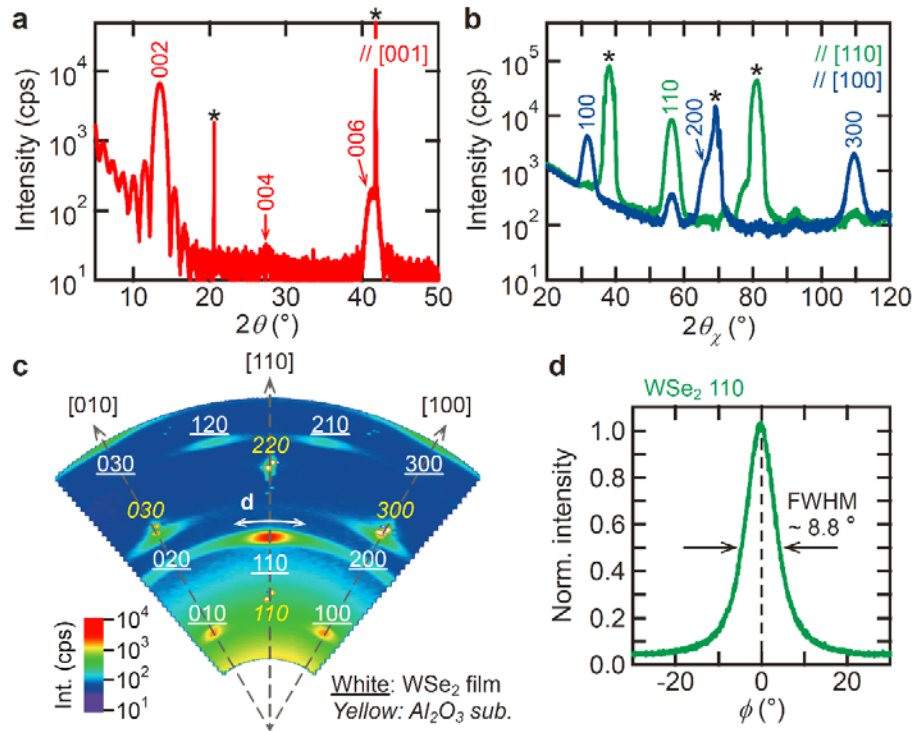 a
Intensity (cps)
10⁴
10³
10²
10¹
002
*
004
006
*
// [001]
10 20 30 40 50
2θ (°)
b
Intensity (cps)
10⁵
10⁴
10³
10²
10¹
100
*
110
200
*
*
300
// [110]
// [100]
20 40 60 80 100 120
2θχ (°)
c
[110]
[010]
[100]
120
210
220
030
300
030
300
d
020
110
200
110
010
100
Int. (cps)
10⁴
10³
10²
10¹
White: WSe₂ film
Yellow: Al₂O₃ sub.
d
WSe₂ 110
Norm. intensity
1.0
0.8
0.6
0.4
0.2
0.0
FWHM
~ 8.8 °
-20 0 20
ϕ (°)